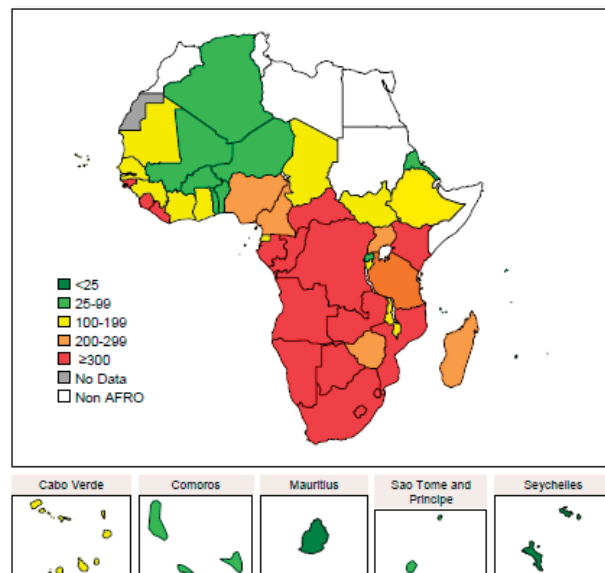 <25
25-99
100-199
200-299
≥300
No Data
Non AFRO
Cabo Verde
Comoros
Mauritius
Sao Tome and
Principe
Seychelles